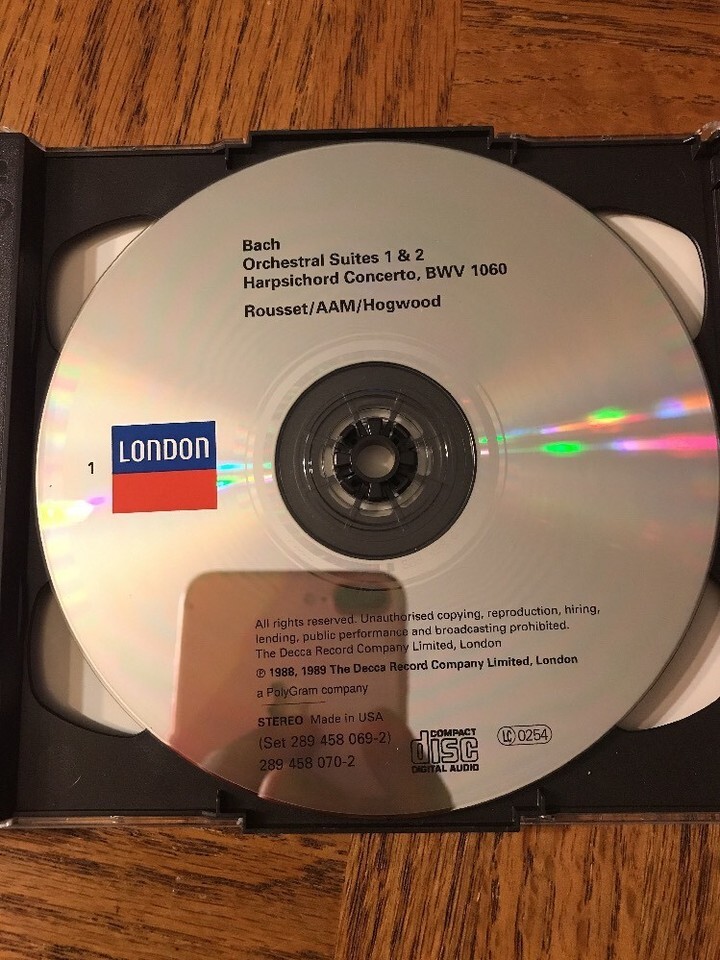 Bach
Orchestral Suites 1 & 2
Harpsichord Concerto, BWV 1060
Rousset/AAM/Hogwood
1
LONDON
All rights reserved. Unauthorised copying, reproduction, hiring,
lending, public performance and broadcasting prohibited.
The Decca Record Company Limited, London
℗ 1988, 1989 The Decca Record Company Limited, London
a PolyGram company
STEREO Made in USA
(Set 289 458 069-2)
289 458 070-2
COMPACT
disc
DIGITAL AUDIO
LC 0254